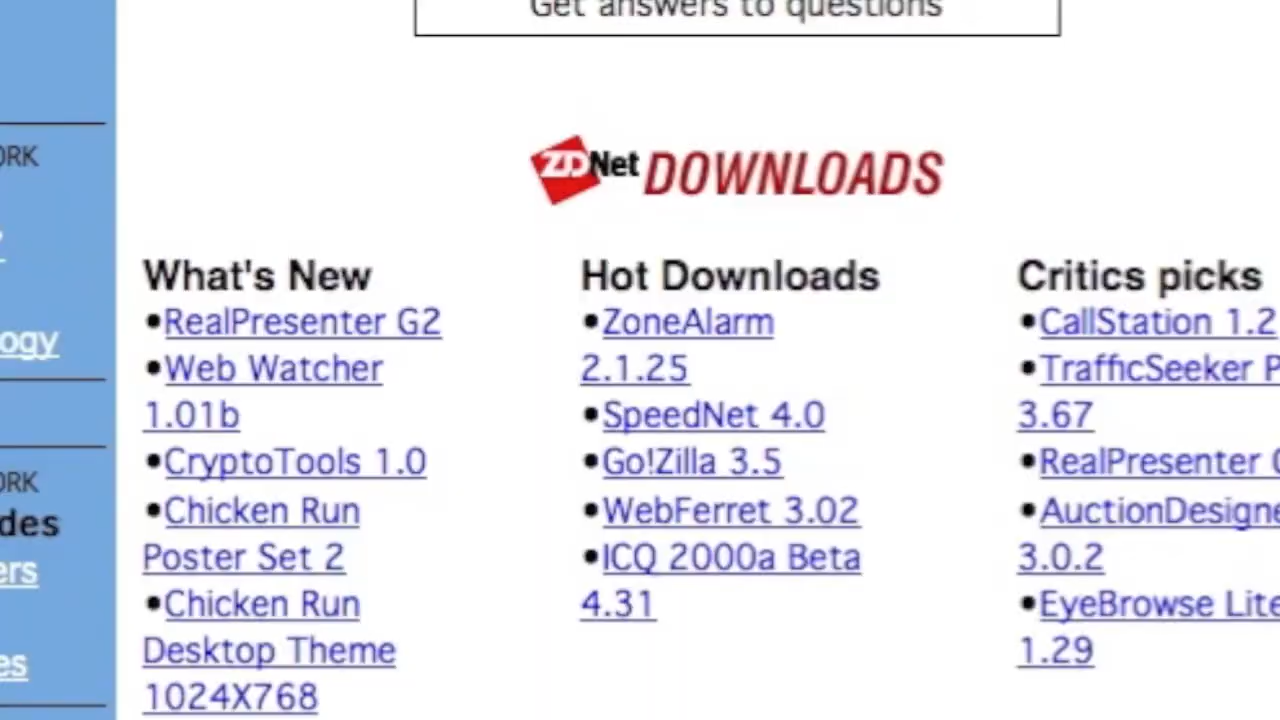 Get answers to questions
ORK
ogy
ORK
des
ers
es
ZDNet DOWNLOADS
What's New
•RealPresenter G2
•Web Watcher
1.01b
•CryptoTools 1.0
•Chicken Run
Poster Set 2
•Chicken Run
Desktop Theme
1024X768
Hot Downloads
•ZoneAlarm
2.1.25
•SpeedNet 4.0
•Go!Zilla 3.5
•WebFerret 3.02
•ICQ 2000a Beta
4.31
Critics picks
•CallStation 1.2
•TrafficSeeker P
3.67
•RealPresenter
•AuctionDesigne
3.0.2
•EyeBrowse Lite
1.29